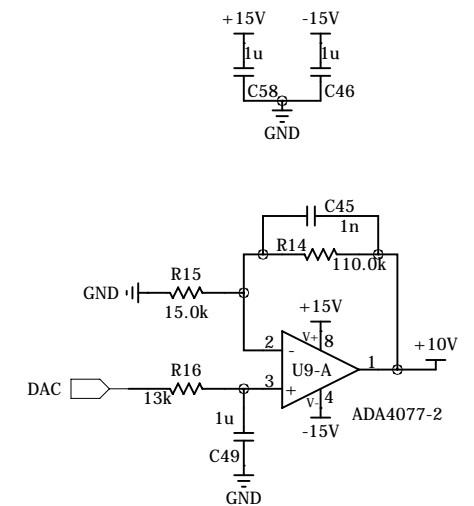 +15V -15V
1u 1u
C58 C46
GND
C45
1n
R14
110.0k
R15
GND
15.0k
+15V
V+ 8
2 -
U9-A
1
+10V
R16
DAC
3 +
13k
V- 4
ADA4077-2
1u
-15V
C49
GND